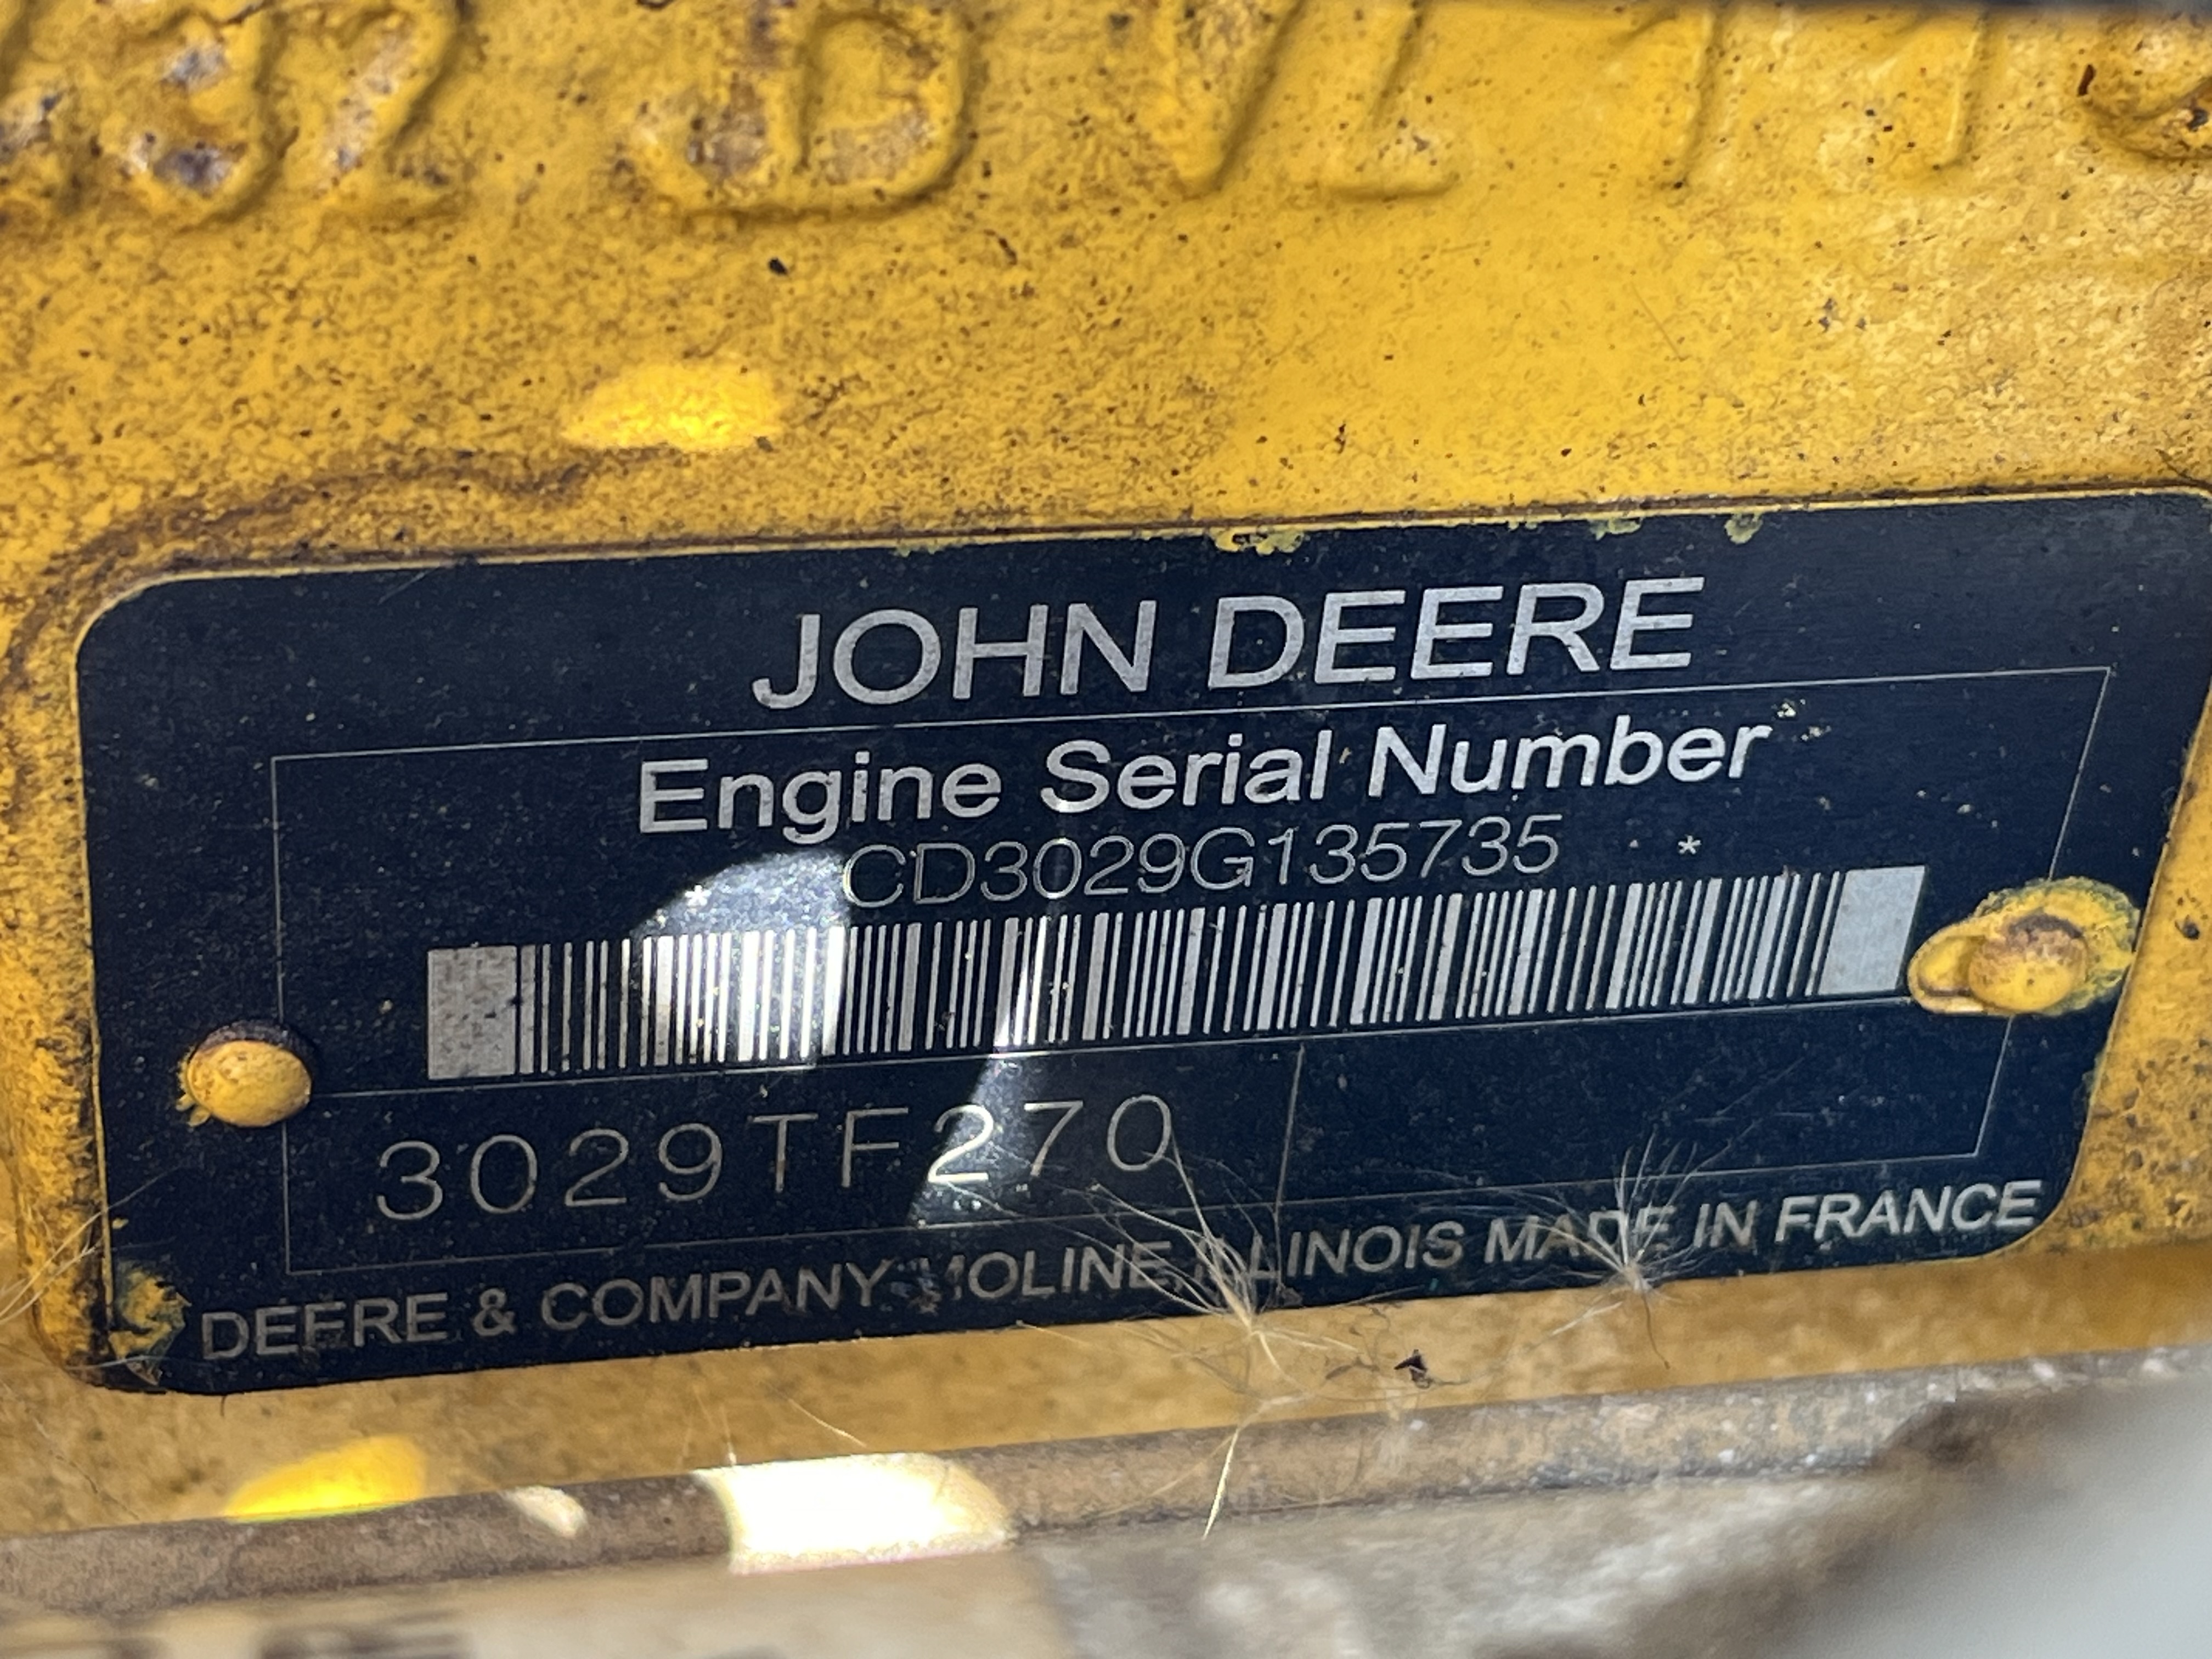 JOHN DEERE
Engine Serial Number
* CD3029G135735 *
3029TF270
DEERE & COMPANY MOLINE ILLINOIS MADE IN FRANCE